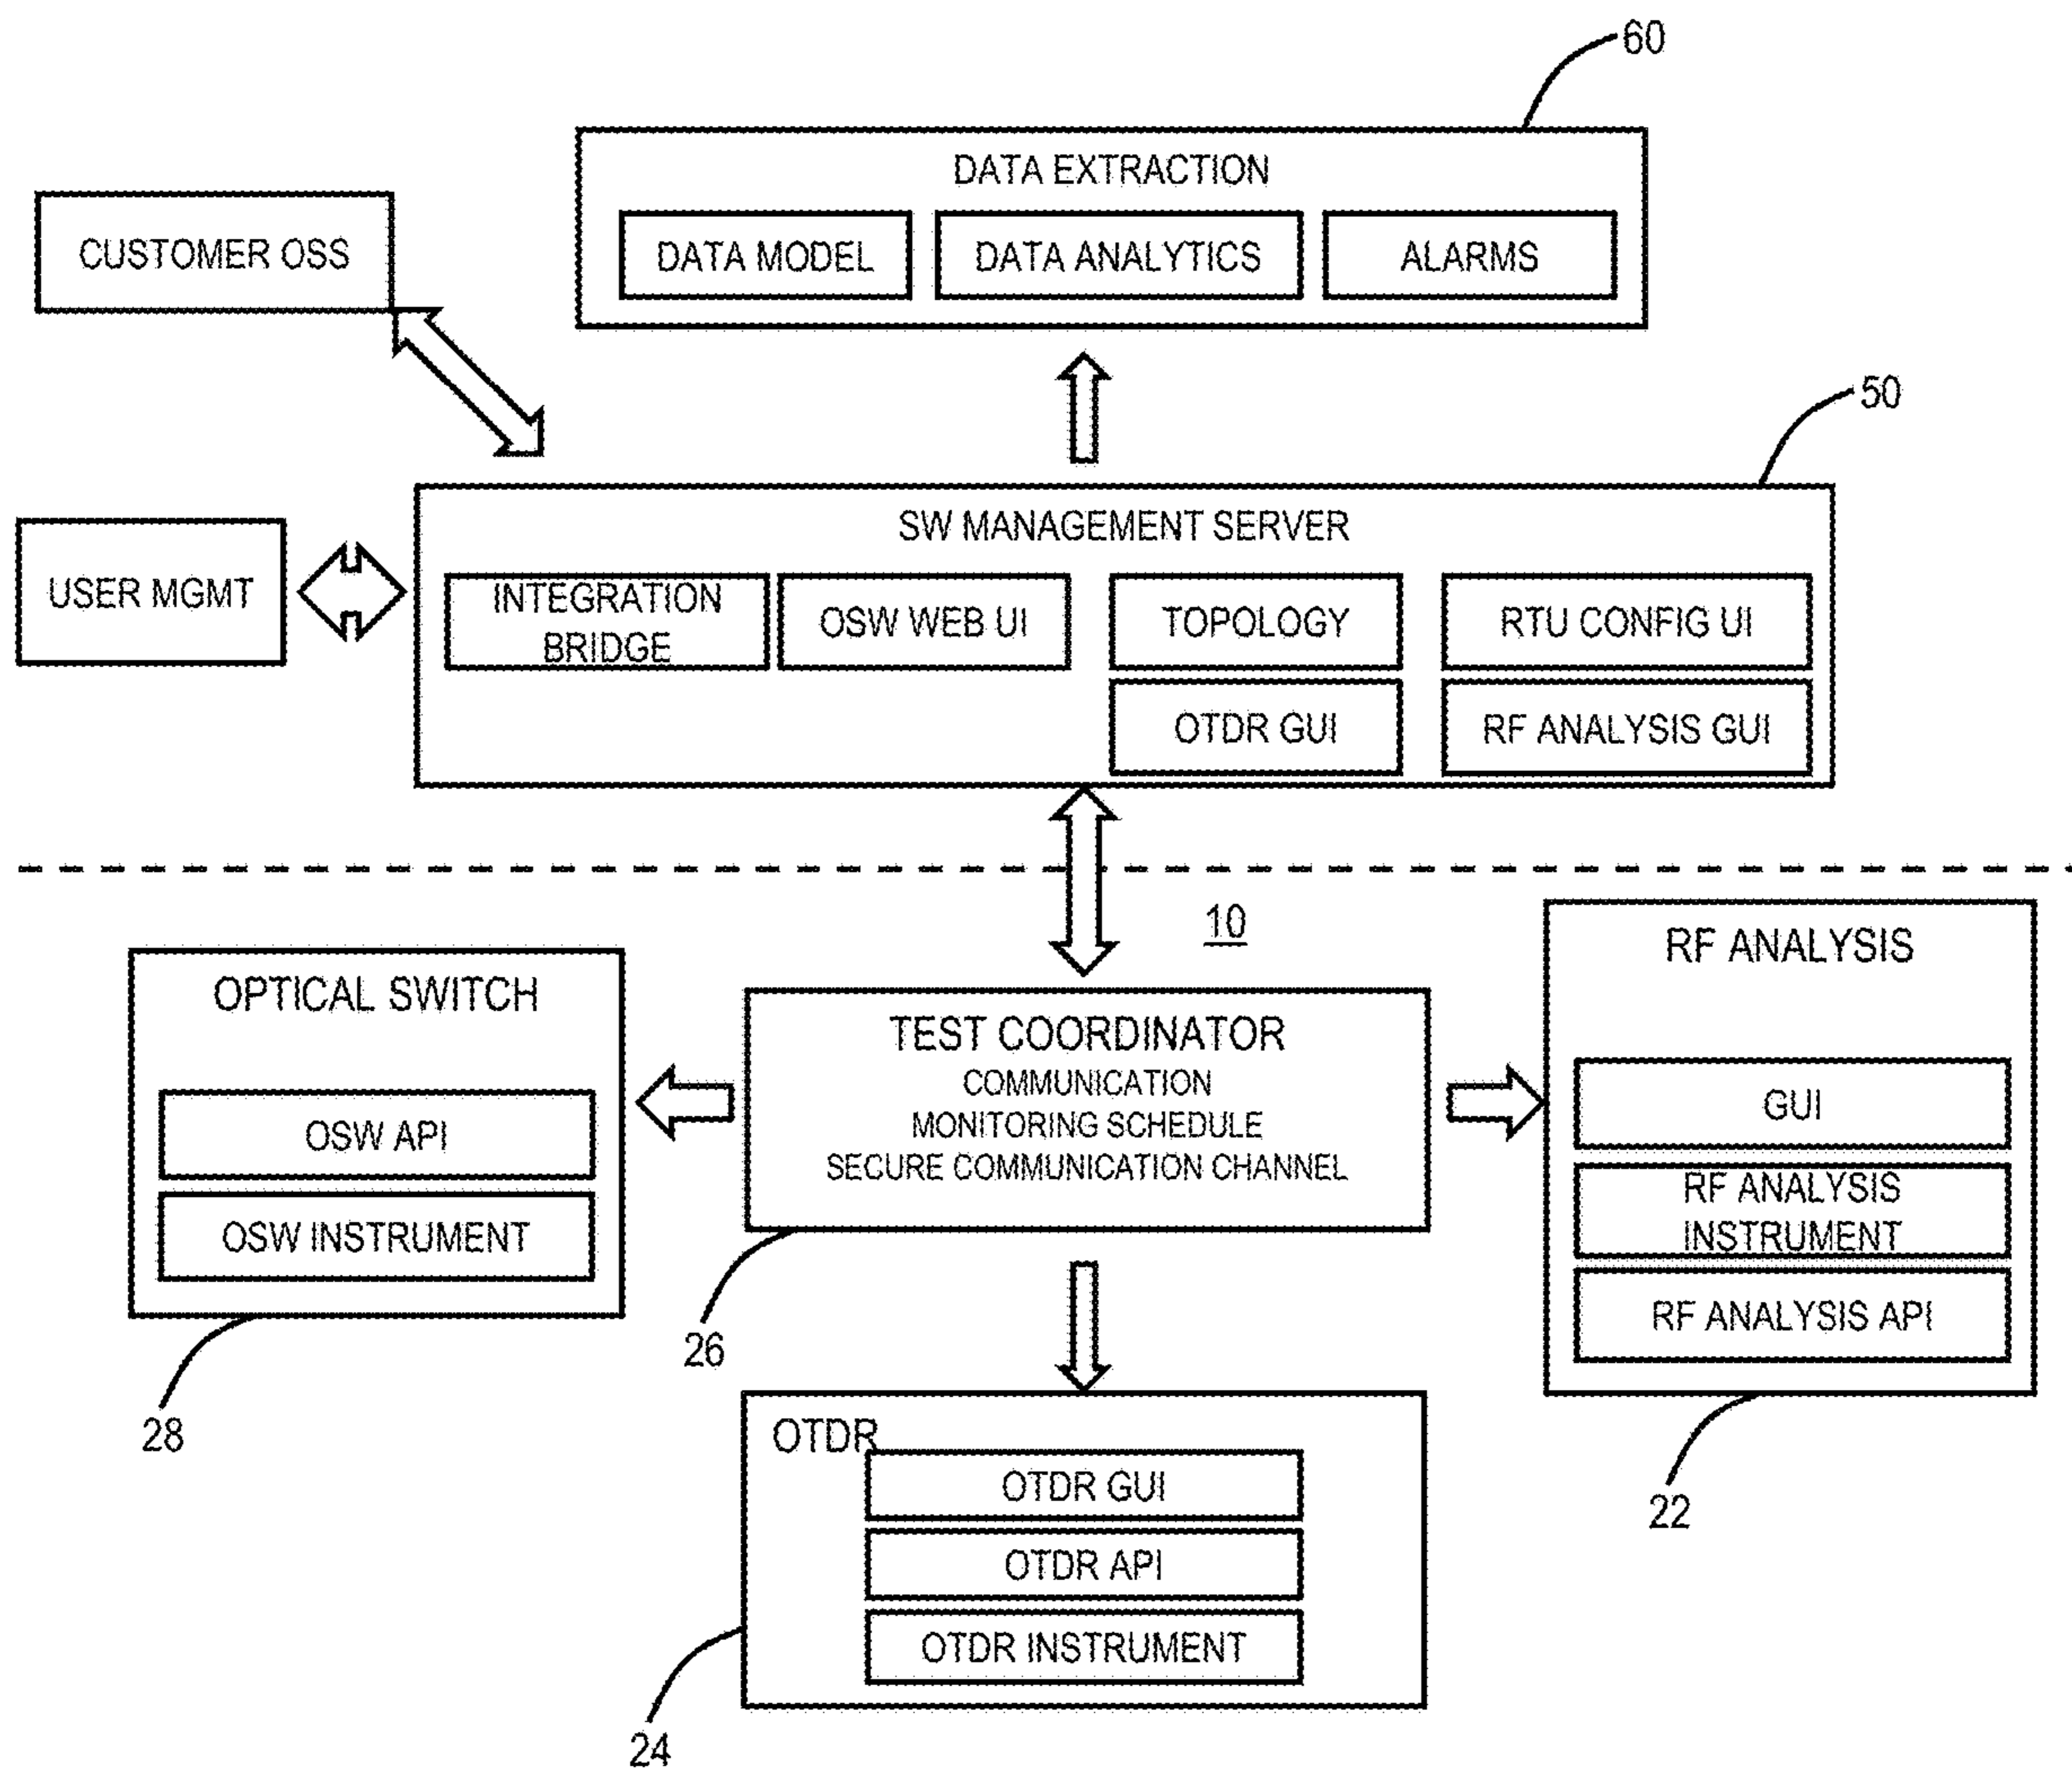 60
DATA EXTRACTION
CUSTOMER OSS
DATA MODEL
DATA ANALYTICS
ALARMS
50
SW MANAGEMENT SERVER
USER MGMT
INTEGRATION
BRIDGE
OSW WEB UI
TOPOLOGY
RTU CONFIG UI
OTDR GUI
RF ANALYSIS GUI
10
OPTICAL SWITCH
OSW API
OSW INSTRUMENT
28
TEST COORDINATOR
COMMUNICATION
MONITORING SCHEDULE
SECURE COMMUNICATION CHANNEL
26
RF ANALYSIS
GUI
RF ANALYSIS
INSTRUMENT
RF ANALYSIS API
22
OTDR
OTDR GUI
OTDR API
OTDR INSTRUMENT
24